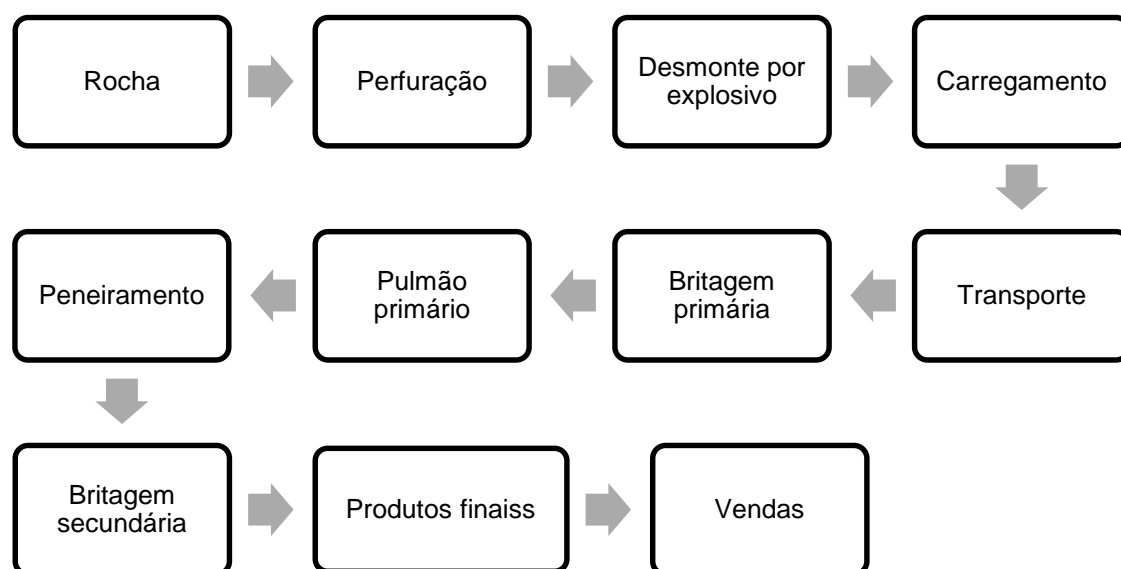 Rocha
Perfuração
Desmonte por
explosivo
Carregamento
Transporte
Britagem
primária
Pulmão
primário
Peneiramento
Britagem
secundária
Produtos finaiss
Vendas